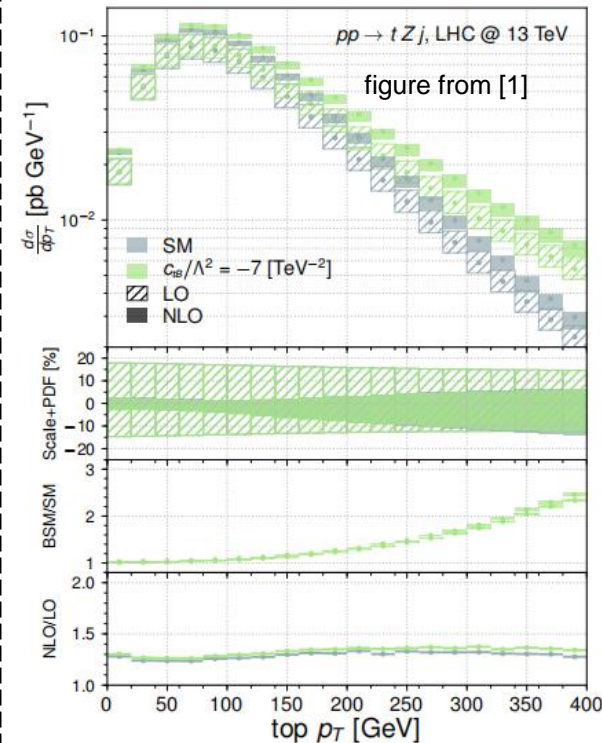 pp → t Z j, LHC @ 13 TeV
figure from [1]
10⁻¹
10⁻²
dσ/dp_T [pb GeV⁻¹]
SM
c_tB/Λ² = −7 [TeV⁻²]
LO
NLO
Scale+PDF [%]
20
10
0
−10
−20
BSM/SM
3
2
1
NLO/LO
2.0
1.5
1.0
0 50 100 150 200 250 300 350 400
top p_T [GeV]